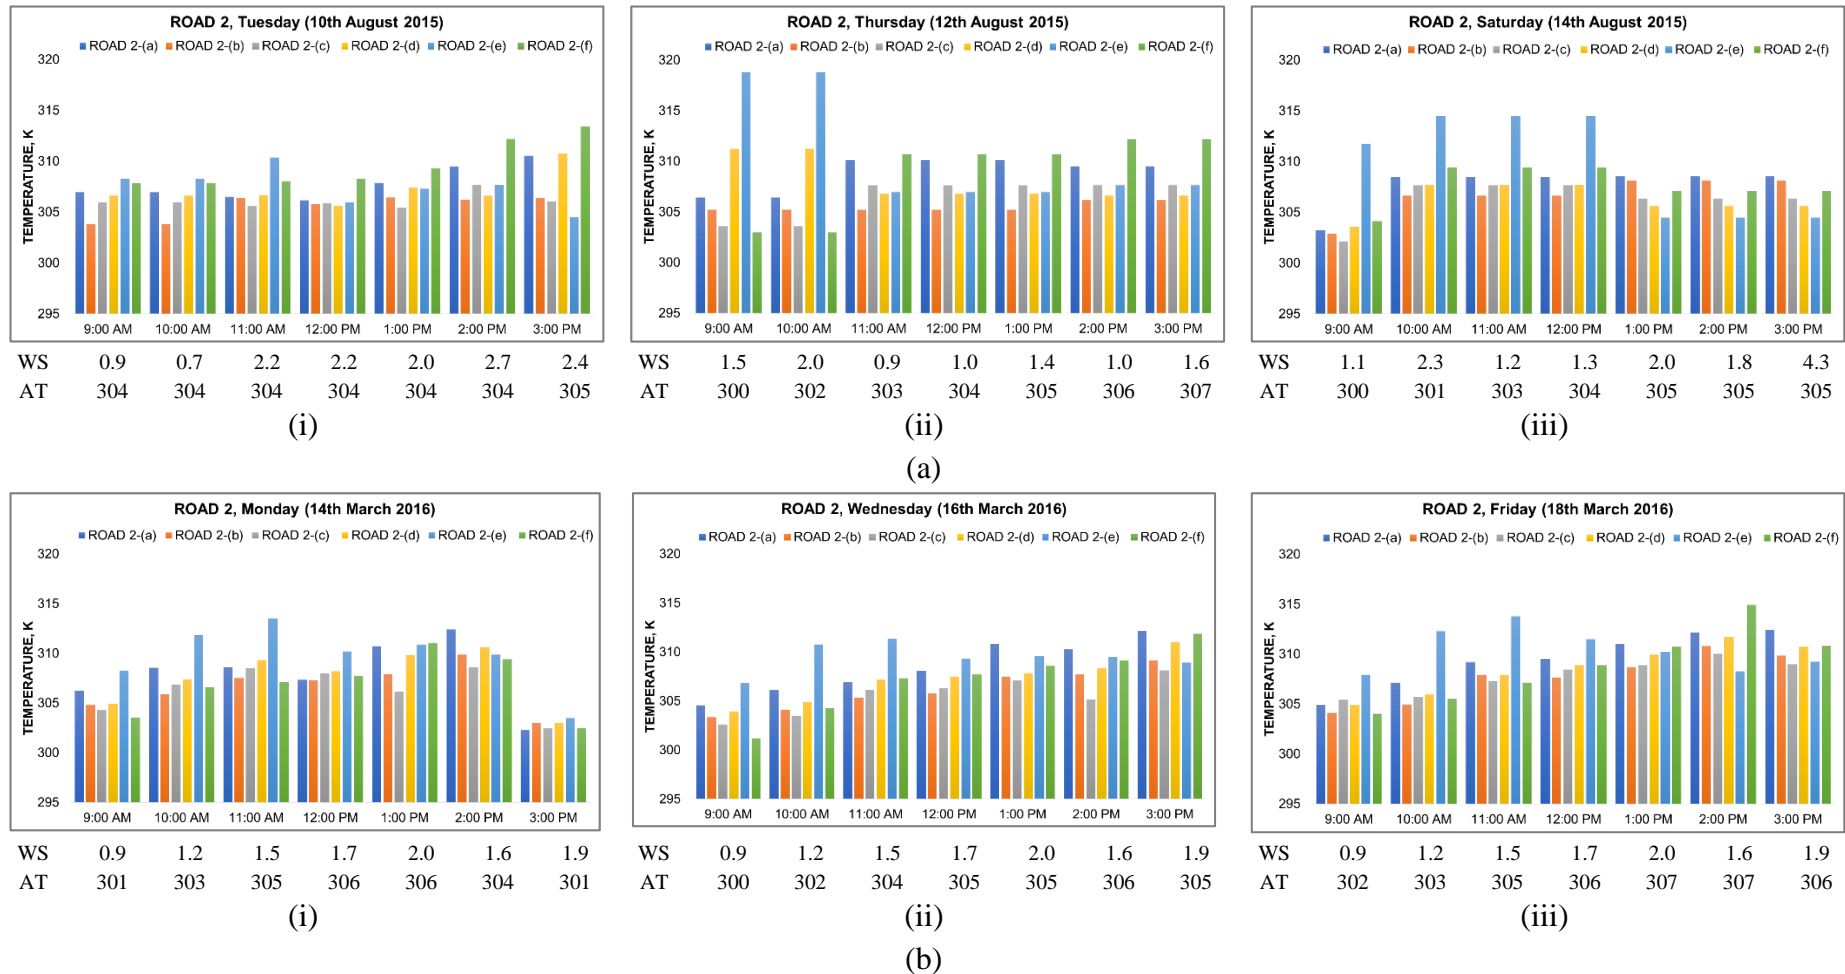 ROAD 2, Tuesday (10th August 2015)
ROAD 2-(a) ROAD 2-(b) ROAD 2-(c) ROAD 2-(d) ROAD 2-(e) ROAD 2-(f)
TEMPERATURE, K
320
315
310
305
300
295
9:00 AM 10:00 AM 11:00 AM 12:00 PM 1:00 PM 2:00 PM 3:00 PM
WS 0.9 0.7 2.2 2.2 2.0 2.7 2.4
AT 304 304 304 304 304 304 305
(i)
ROAD 2, Thursday (12th August 2015)
ROAD 2-(a) ROAD 2-(b) ROAD 2-(c) ROAD 2-(d) ROAD 2-(e) ROAD 2-(f)
TEMPERATURE, K
320
315
310
305
300
295
9:00 AM 10:00 AM 11:00 AM 12:00 PM 1:00 PM 2:00 PM 3:00 PM
WS 1.5 2.0 0.9 1.0 1.4 1.0 1.6
AT 300 302 303 304 305 306 307
(ii)
ROAD 2, Saturday (14th August 2015)
ROAD 2-(a) ROAD 2-(b) ROAD 2-(c) ROAD 2-(d) ROAD 2-(e) ROAD 2-(f)
TEMPERATURE, K
320
315
310
305
300
295
9:00 AM 10:00 AM 11:00 AM 12:00 PM 1:00 PM 2:00 PM 3:00 PM
WS 1.1 2.3 1.2 1.3 2.0 1.8 4.3
AT 300 301 303 304 305 305 305
(iii)
(a)
ROAD 2, Monday (14th March 2016)
ROAD 2-(a) ROAD 2-(b) ROAD 2-(c) ROAD 2-(d) ROAD 2-(e) ROAD 2-(f)
TEMPERATURE, K
320
315
310
305
300
295
9:00 AM 10:00 AM 11:00 AM 12:00 PM 1:00 PM 2:00 PM 3:00 PM
WS 0.9 1.2 1.5 1.7 2.0 1.6 1.9
AT 301 303 305 306 306 304 301
(i)
ROAD 2, Wednesday (16th March 2016)
ROAD 2-(a) ROAD 2-(b) ROAD 2-(c) ROAD 2-(d) ROAD 2-(e) ROAD 2-(f)
TEMPERATURE, K
320
315
310
305
300
295
9:00 AM 10:00 AM 11:00 AM 12:00 PM 1:00 PM 2:00 PM 3:00 PM
WS 0.9 1.2 1.5 1.7 2.0 1.6 1.9
AT 300 302 304 305 305 306 305
(ii)
ROAD 2, Friday (18th March 2016)
ROAD 2-(a) ROAD 2-(b) ROAD 2-(c) ROAD 2-(d) ROAD 2-(e) ROAD 2-(f)
TEMPERATURE, K
320
315
310
305
300
295
9:00 AM 10:00 AM 11:00 AM 12:00 PM 1:00 PM 2:00 PM 3:00 PM
WS 0.9 1.2 1.5 1.7 2.0 1.6 1.9
AT 302 303 305 306 307 307 306
(iii)
(b)